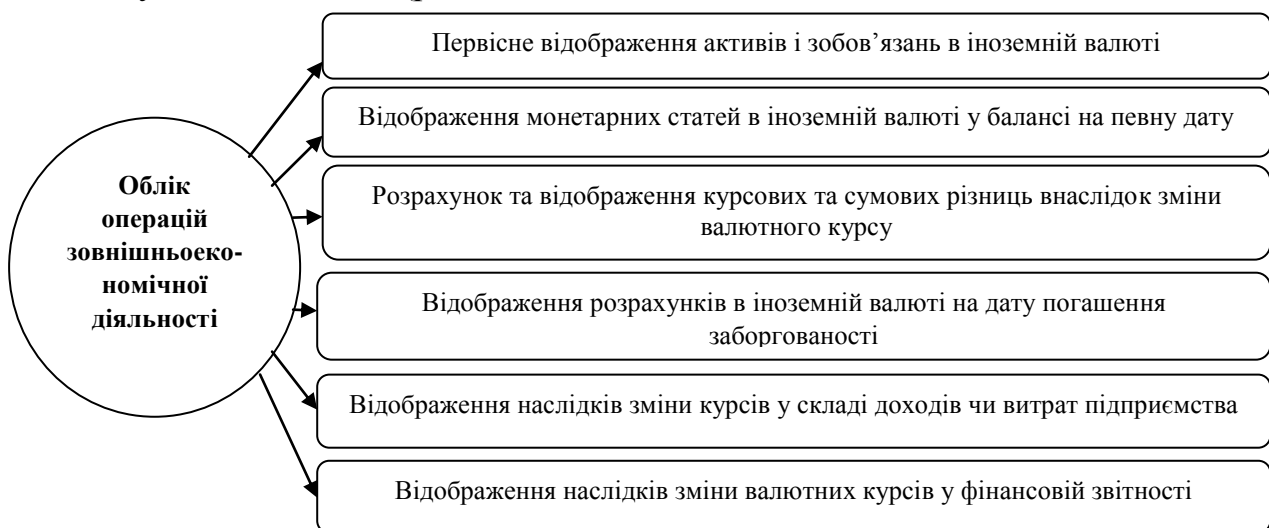 Облік
операцій
зовнішньоеко-
номічної
діяльності
Первісне відображення активів і зобов’язань в іноземній валюті
Відображення монетарних статей в іноземній валюті у балансі на певну дату
Розрахунок та відображення курсових та сумових різниць внаслідок зміни
валютного курсу
Відображення розрахунків в іноземній валюті на дату погашення
заборгованості
Відображення наслідків зміни курсів у складі доходів чи витрат підприємства
Відображення наслідків зміни валютних курсів у фінансовій звітності